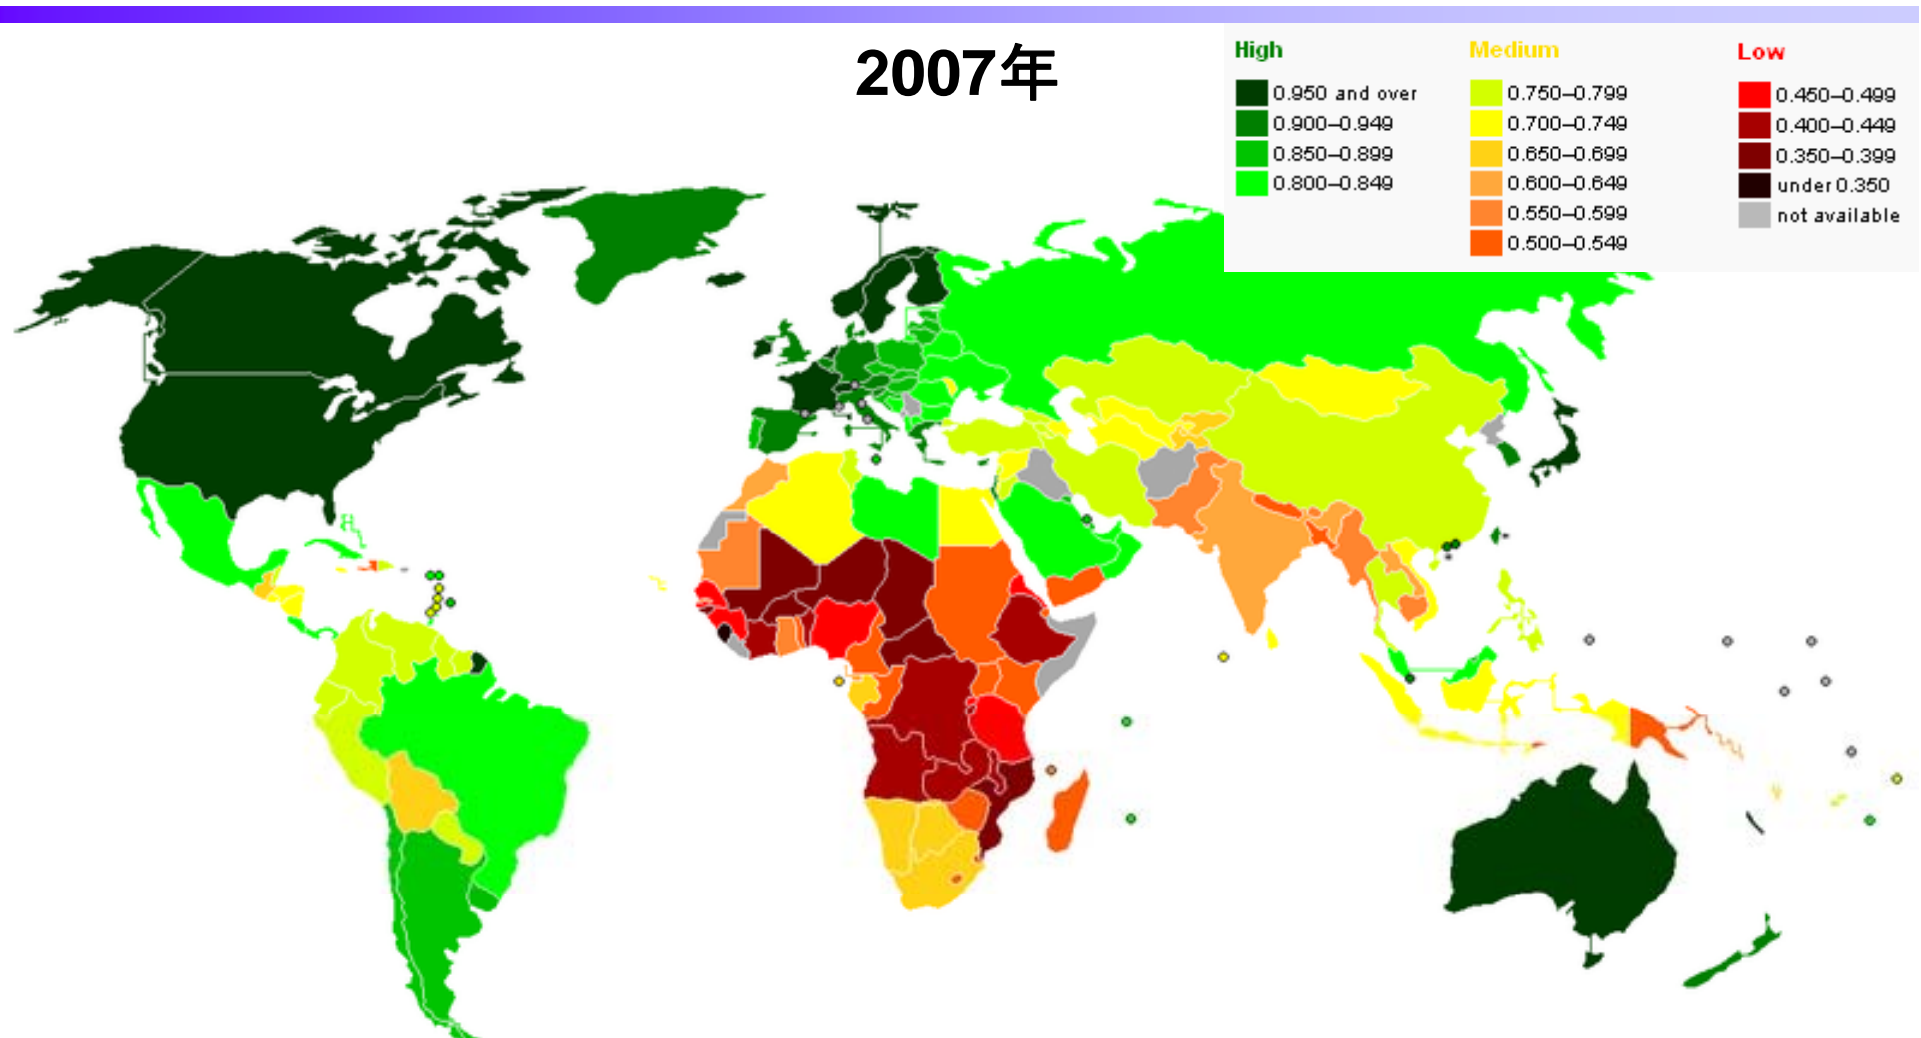 2007年
High
0.950 and over
0.900–0.949
0.850–0.899
0.800–0.849
Medium
0.750–0.799
0.700–0.749
0.650–0.699
0.600–0.649
0.550–0.599
0.500–0.549
Low
0.450–0.499
0.400–0.449
0.350–0.399
under 0.350
not available